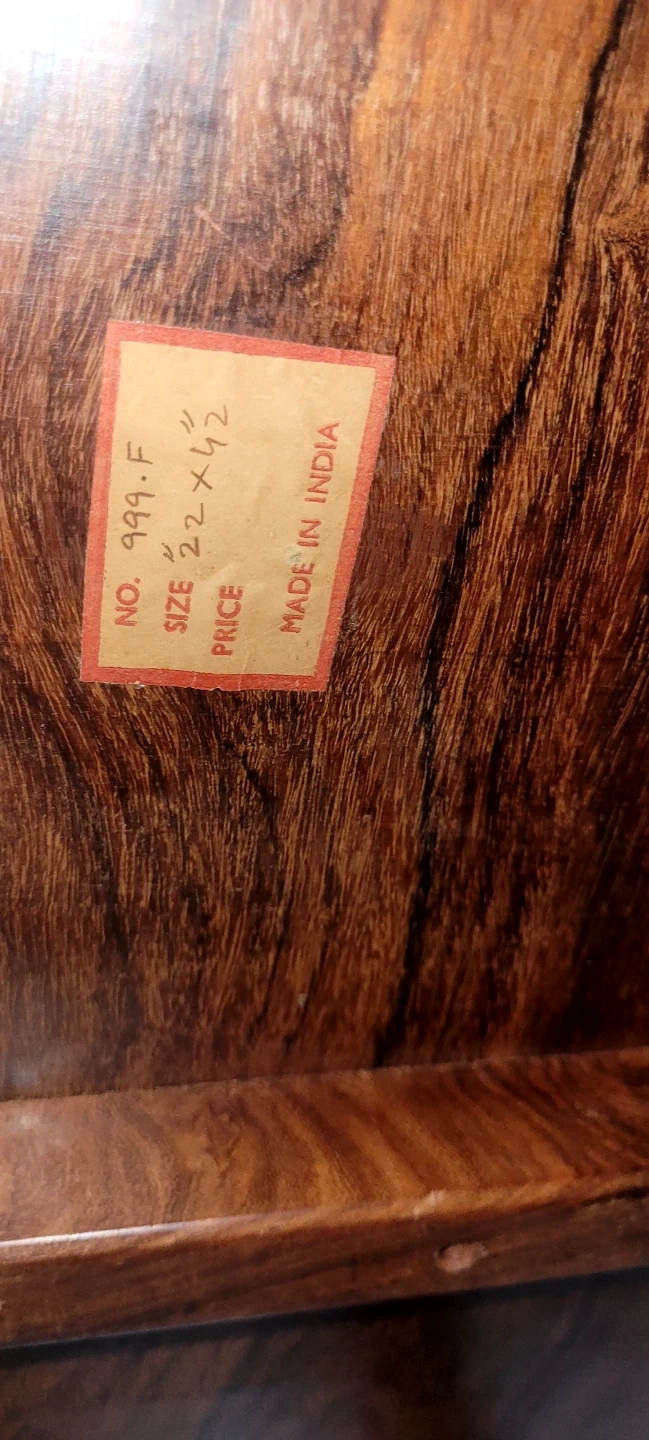 NO. 999.F
SIZE "22 x 42"
PRICE
MADE IN INDIA